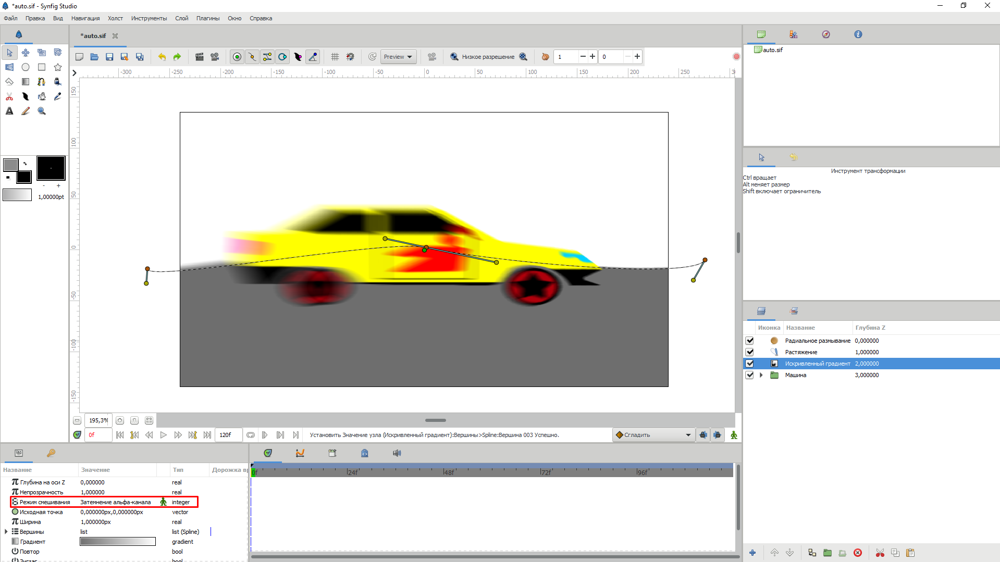 *auto.sif - Synfig Studio
Файл Правка Вид Навигация Холст Инструменты Слой Плагины Окно Справка
*auto.sif
Preview Низкое разрешение 1 0
-300 -250 -200 -150 -100 -50 0 50 100 150 200 250
150
100
50
0
-50
-100
-150
- +
1,00000pt
195,3%
0f 120f Установить Значение узла (Искривленный градиент):Вершины>Spline:Вершина 003 Успешно. Сгладить
Название Значение Тип Дорожка
Глубина на оси Z 0,000000 real
Непрозрачность 1,000000 real
Режим смешивания Затемнение альфа-канала integer
Исходная точка 0,000000px,0,000000px vector
Ширина 1,000000px real
Вершины list list (Spline)
Градиент gradient
Повтор bool
Зигзаг bool
0f 24f 48f 72f 96f
auto.sif
Инструмент трансформации
Ctrl вращает
Alt меняет размер
Shift включает ограничитель
Иконка Название Глубина Z
Радиальное размывание 0,000000
Растяжение 1,000000
Искривленный градиент 2,000000
Машина 3,000000